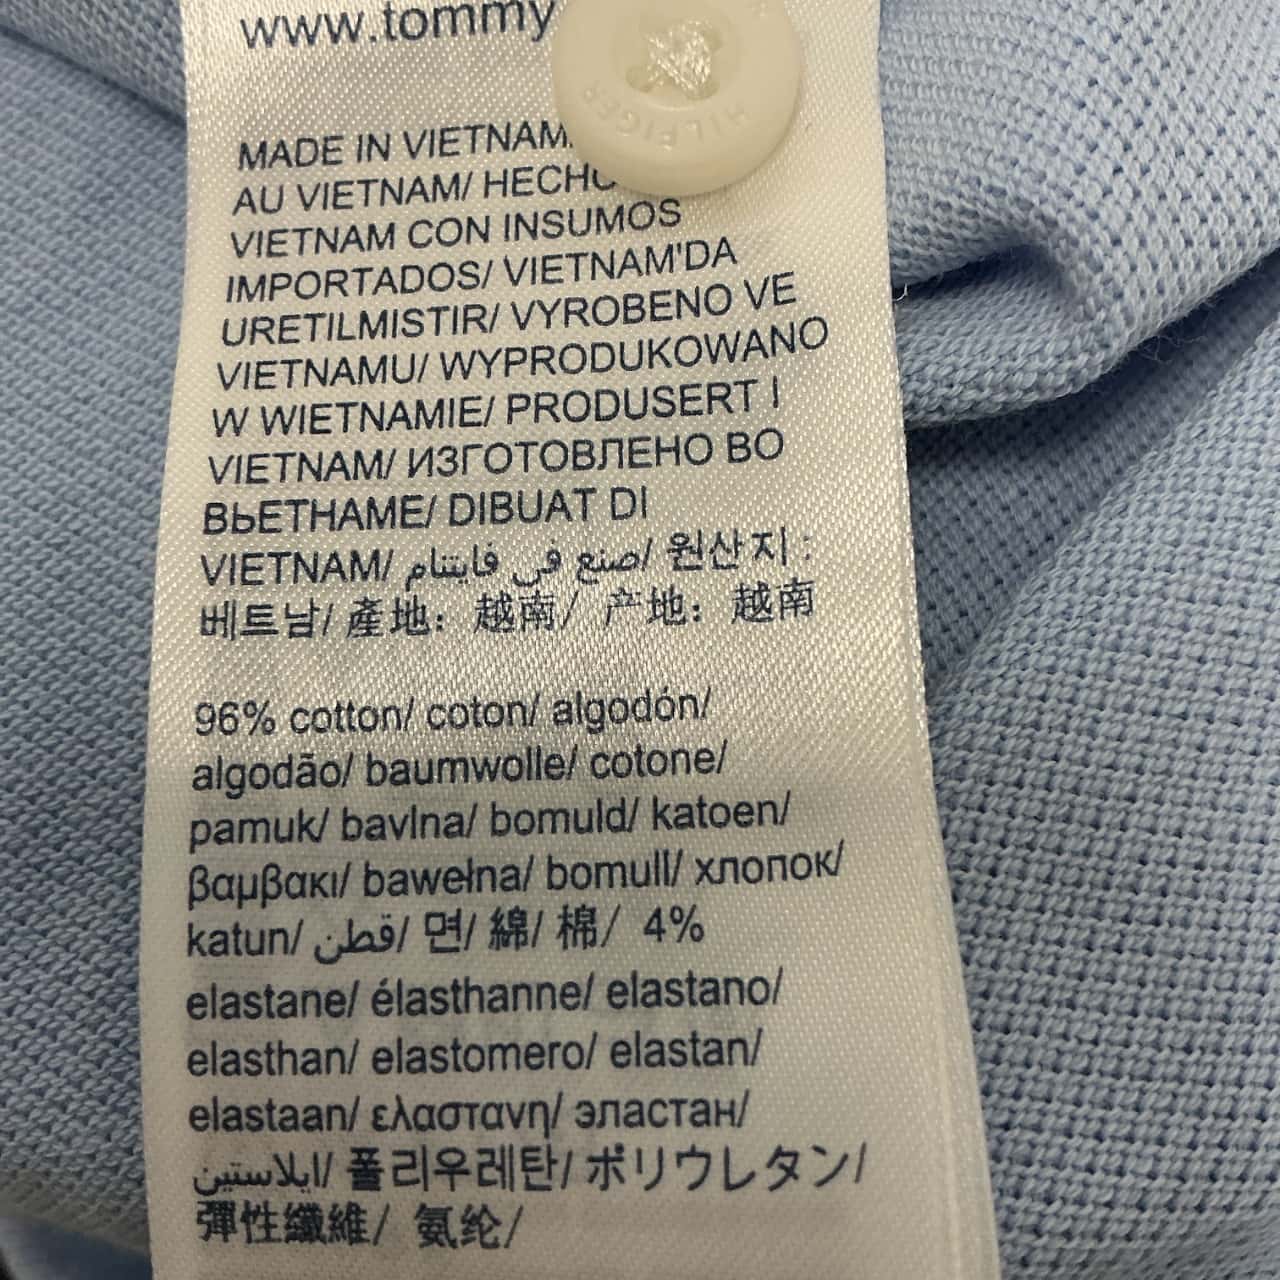 www.tommy
HILFIGER
MADE IN VIETNAM
AU VIETNAM/ HECHO
VIETNAM CON INSUMOS
IMPORTADOS/ VIETNAM'DA
URETILMISTIR/ VYROBENO VE
VIETNAMU/ WYPRODUKOWANO
W WIETNAMIE/ PRODUSERT I
VIETNAM/ ИЗГОТОВЛЕНО ВО
ВЬЕТНАМЕ/ DIBUAT DI
VIETNAM/ صنع في فايتنام/ 원산지 :
베트남/ 產地：越南/ 产地：越南
96% cotton/ coton/ algodón/
algodão/ baumwolle/ cotone/
pamuk/ bavlna/ bomuld/ katoen/
βαμβακι/ bawełna/ bomull/ хлопок/
katun/ قطن/ 면/ 綿/ 棉/ 4%
elastane/ élasthanne/ elastano/
elasthan/ elastomero/ elastan/
elastaan/ ελαστανη/ эластан/
ايلاستين/ 폴리우레탄/ ポリウレタン/
彈性纖維/ 氨纶/